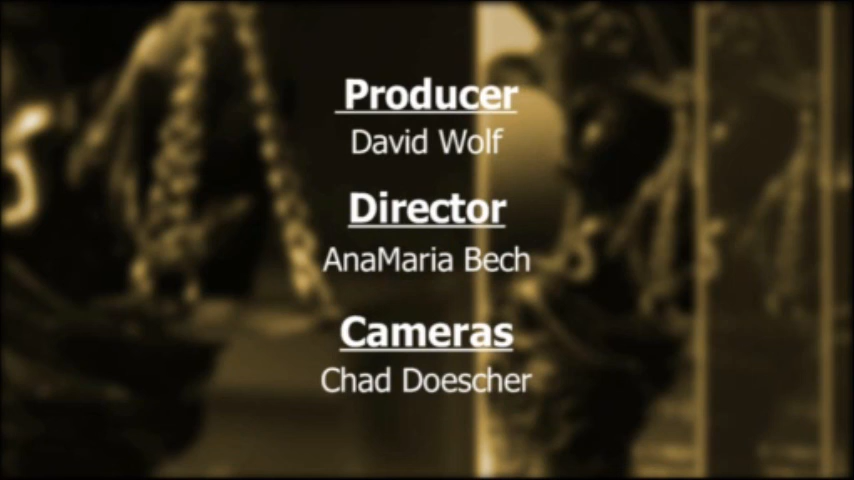 Producer
David Wolf
Director
AnaMaria Bech
Cameras
Chad Doescher